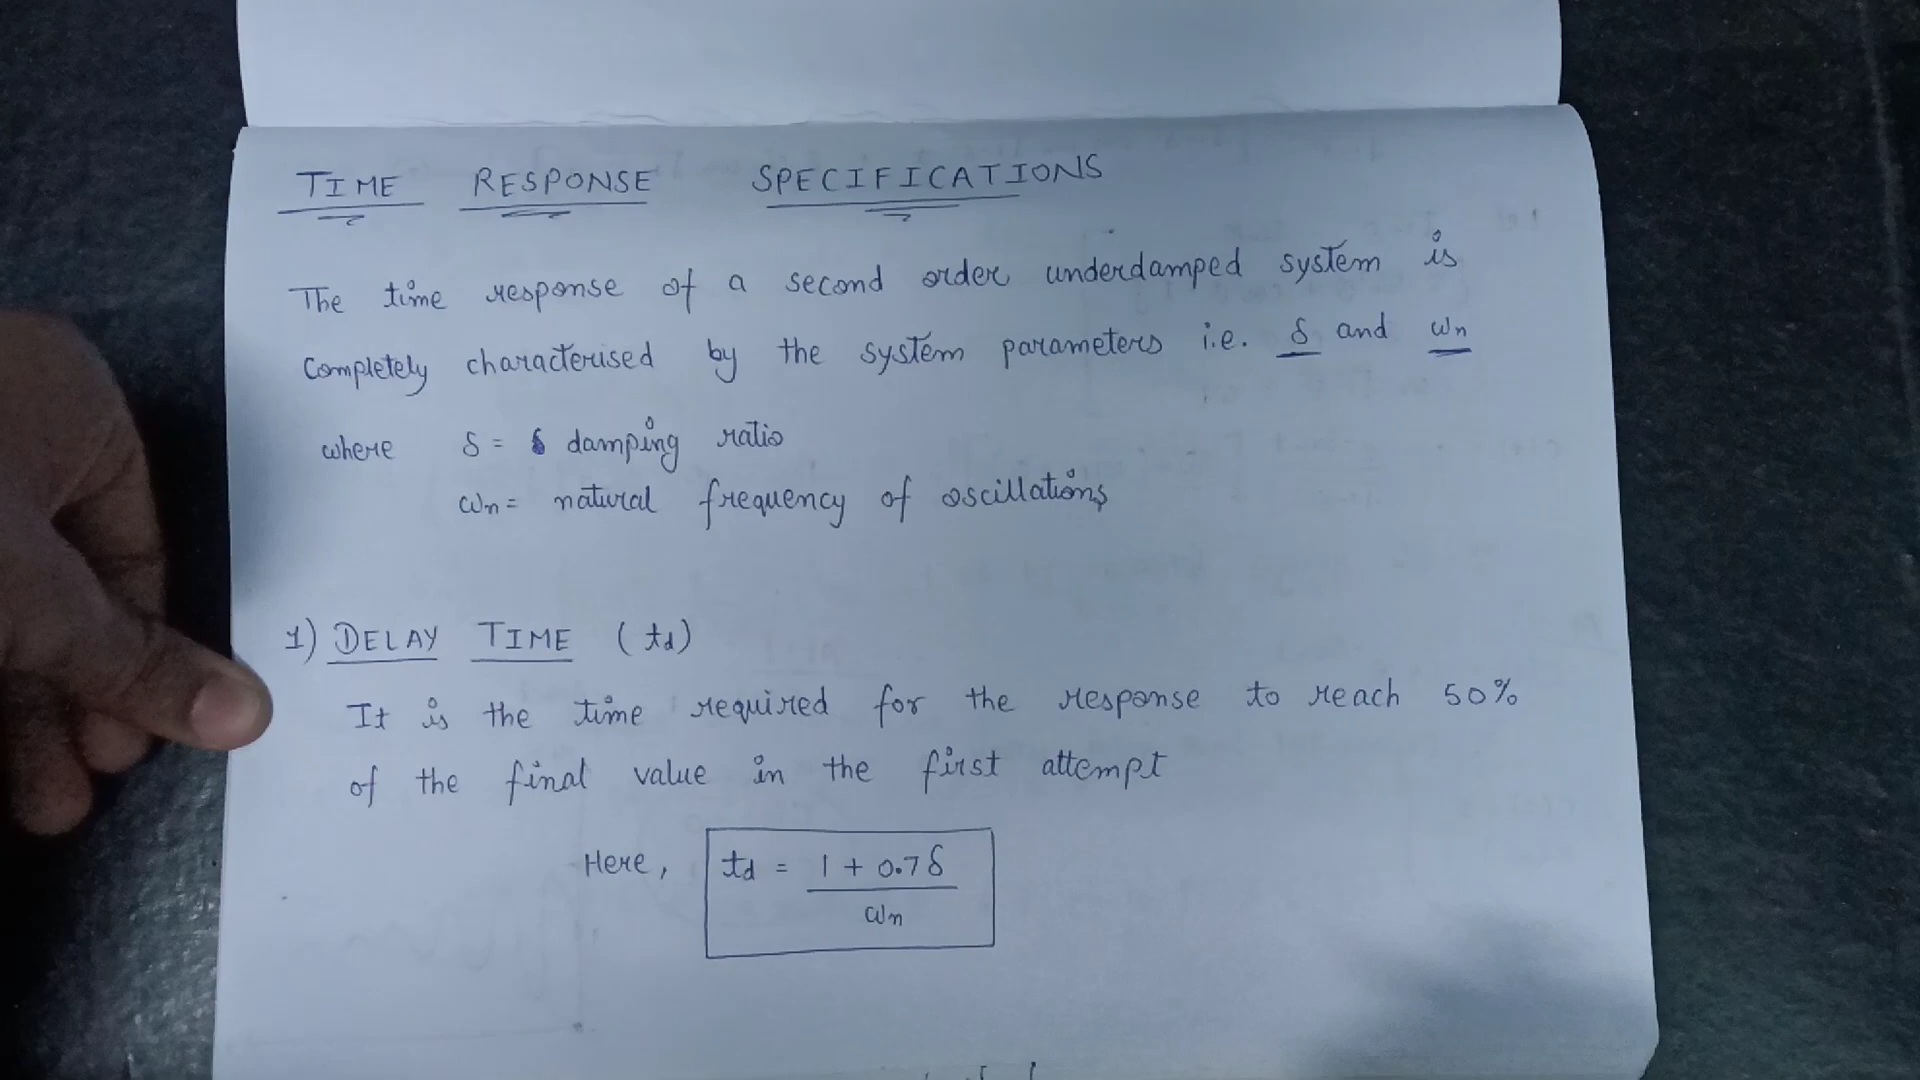 TIME RESPONSE SPECIFICATIONS
The time response of a second order underdamped system is
completely characterised by the system parameters i.e. δ and ωn
where δ = damping ratio
ωn = natural frequency of oscillations
1) DELAY TIME (td)
It is the time required for the response to reach 50%
of the final value in the first attempt
Here, td = 1 + 0.7δ
ωn